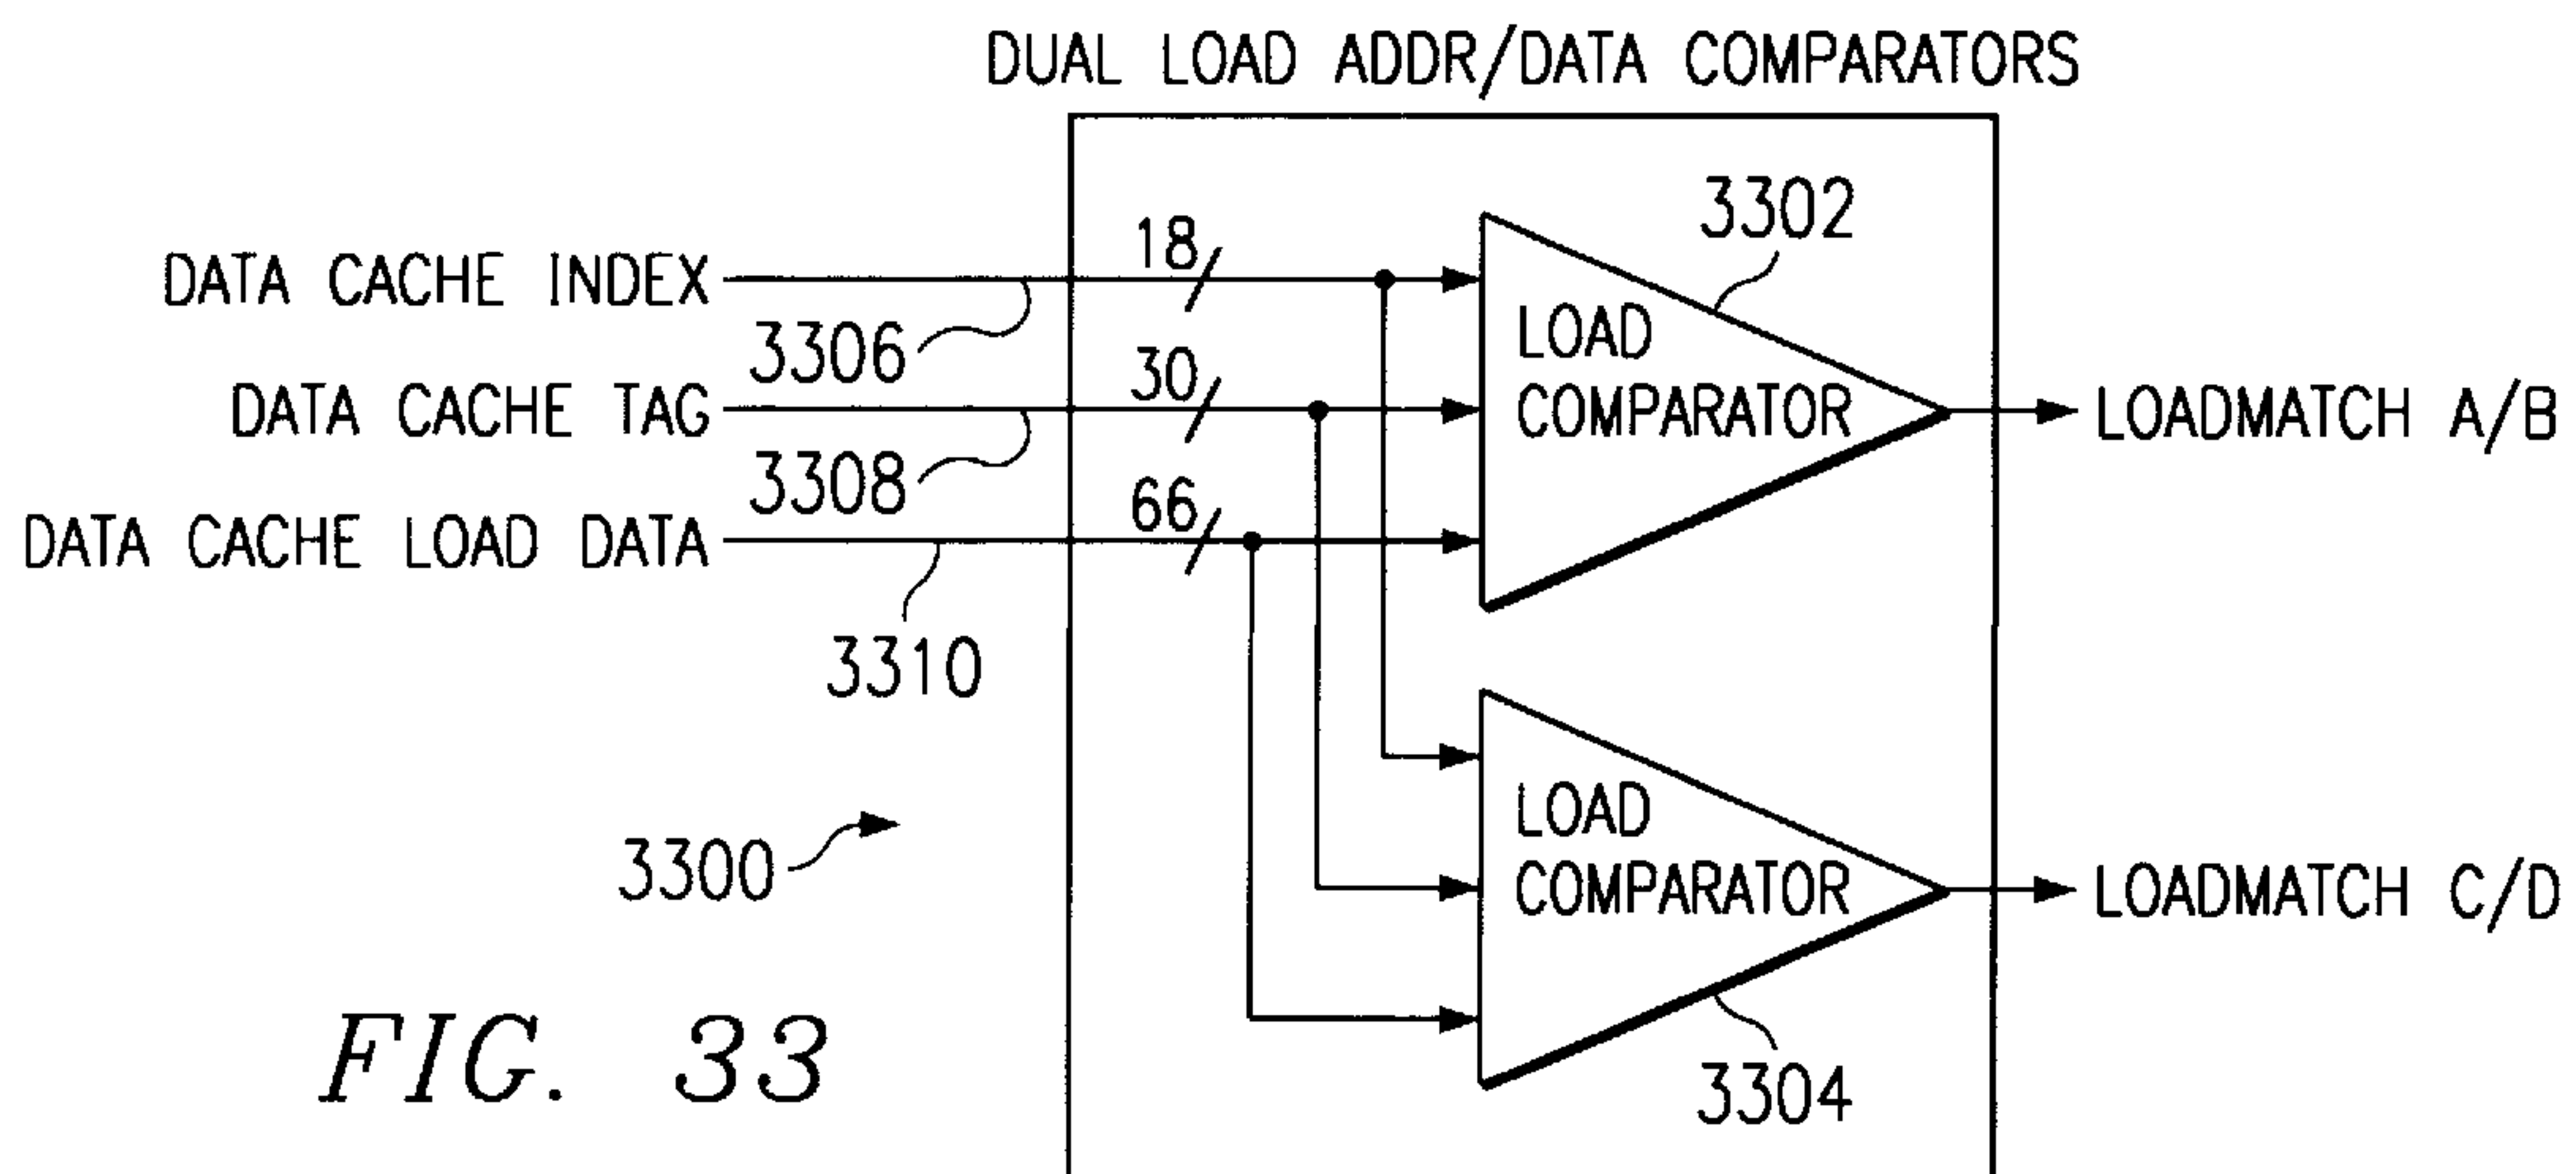 DUAL LOAD ADDR/DATA COMPARATORS
3302
18
DATA CACHE INDEX
3306
LOAD
COMPARATOR
30
DATA CACHE TAG
LOADMATCH A/B
3308
66
DATA CACHE LOAD DATA
3310
3300
LOAD
COMPARATOR
LOADMATCH C/D
FIG. 33
3304